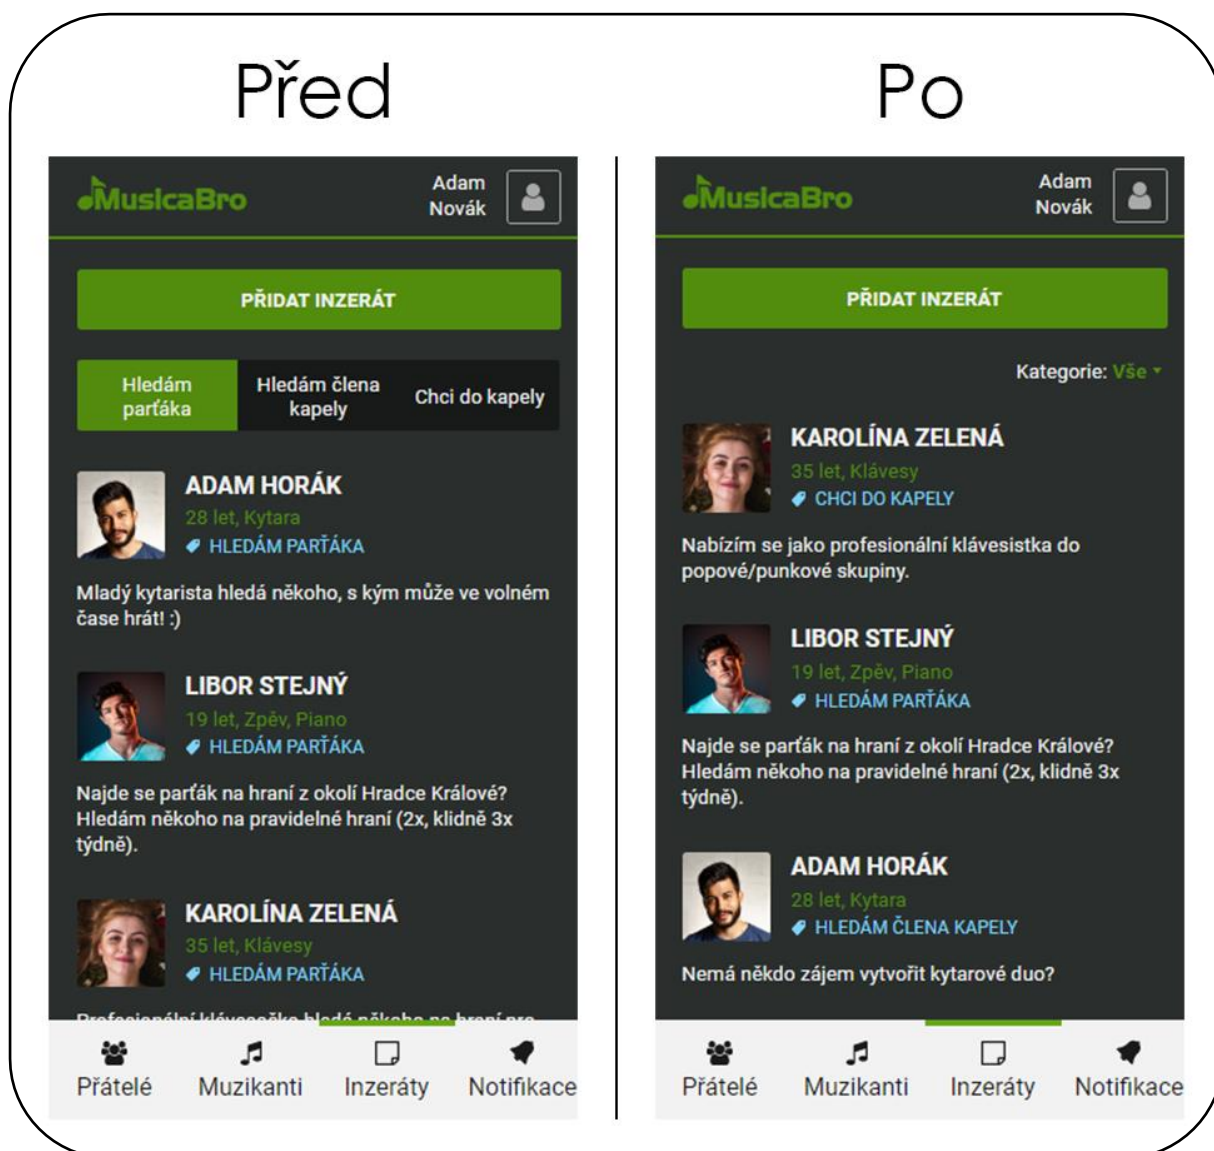 Před
MusicaBro
Adam
Novák
PŘIDAT INZERÁT
Hledám
parťáka
Hledám člena
kapely
Chci do kapely
ADAM HORÁK
28 let, Kytara
HLEDÁM PARŤÁKA
Mladý kytarista hledá někoho, s kým může ve volném
čase hrát! :)
LIBOR STEJNÝ
19 let, Zpěv, Piano
HLEDÁM PARŤÁKA
Najde se parťák na hraní z okolí Hradce Králové?
Hledám někoho na pravidelné hraní (2x, klidně 3x
týdně).
KAROLÍNA ZELENÁ
35 let, Klávesy
HLEDÁM PARŤÁKA
Přátelé
Muzikanti
Inzeráty
Notifikace
Po
MusicaBro
Adam
Novák
PŘIDAT INZERÁT
Kategorie: Vše
KAROLÍNA ZELENÁ
35 let, Klávesy
CHCI DO KAPELY
Nabízím se jako profesionální klávesistka do
popové/punkové skupiny.
LIBOR STEJNÝ
19 let, Zpěv, Piano
HLEDÁM PARŤÁKA
Najde se parťák na hraní z okolí Hradce Králové?
Hledám někoho na pravidelné hraní (2x, klidně 3x
týdně).
ADAM HORÁK
28 let, Kytara
HLEDÁM ČLENA KAPELY
Nemá někdo zájem vytvořit kytarové duo?
Přátelé
Muzikanti
Inzeráty
Notifikace